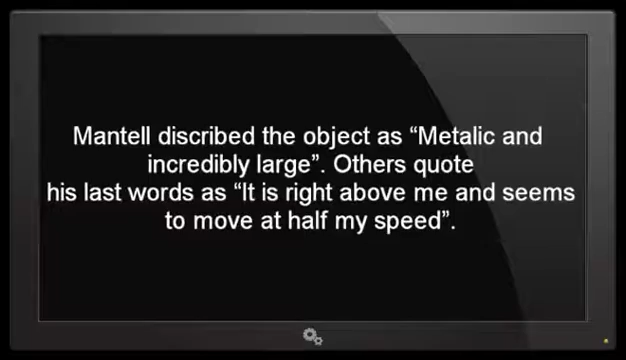 Mantell discribed the object as “Metalic and
incredibly large”. Others quote
his last words as “It is right above me and seems
to move at half my speed”.